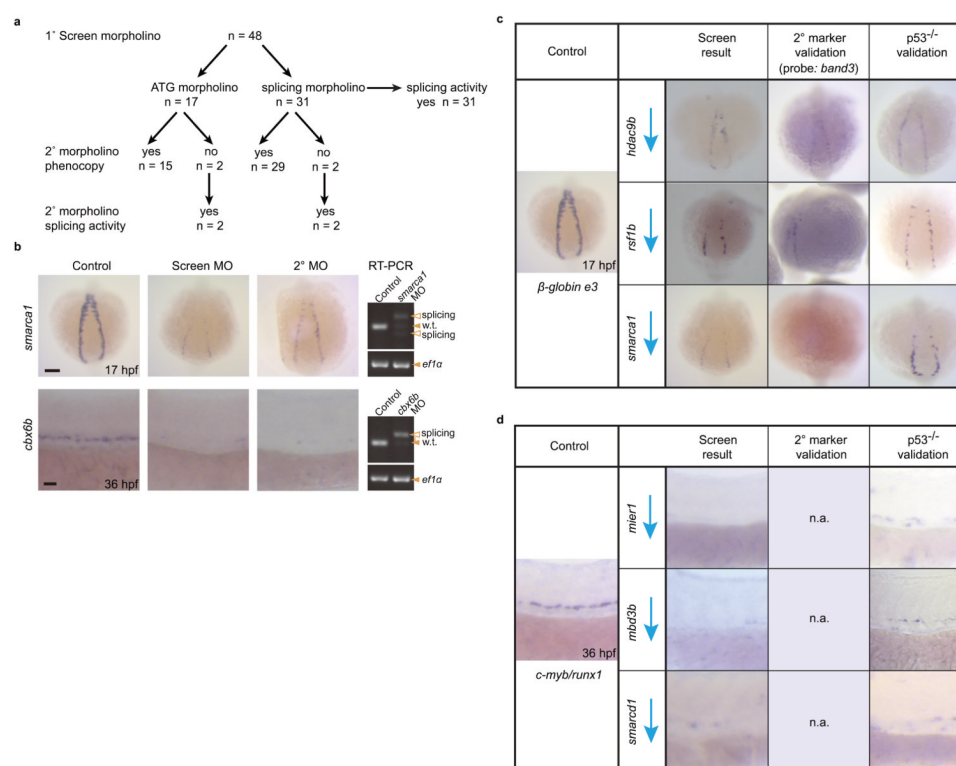 a
1° Screen morpholino
n = 48
ATG morpholino
n = 17
splicing morpholino
n = 31
splicing activity
yes n = 31
2° morpholino
phenocopy
yes
n = 15
no
n = 2
yes
n = 29
no
n = 2
2° morpholino
splicing activity
yes
n = 2
yes
n = 2
b
Control
Screen MO
2° MO
RT-PCR
smarca1
17 hpf
Control
smarca1
MO
splicing
w.t.
splicing
ef1α
cbx6b
36 hpf
Control
cbx6b
MO
splicing
w.t.
ef1α
c
Control
Screen
result
2° marker
validation
(probe: band3)
p53-/-
validation
17 hpf
β-globin e3
hdac9b
rsf1b
smarca1
d
Control
Screen
result
2° marker
validation
p53-/-
validation
36 hpf
c-myb/runx1
mier1
n.a.
mbd3b
n.a.
smarcd1
n.a.